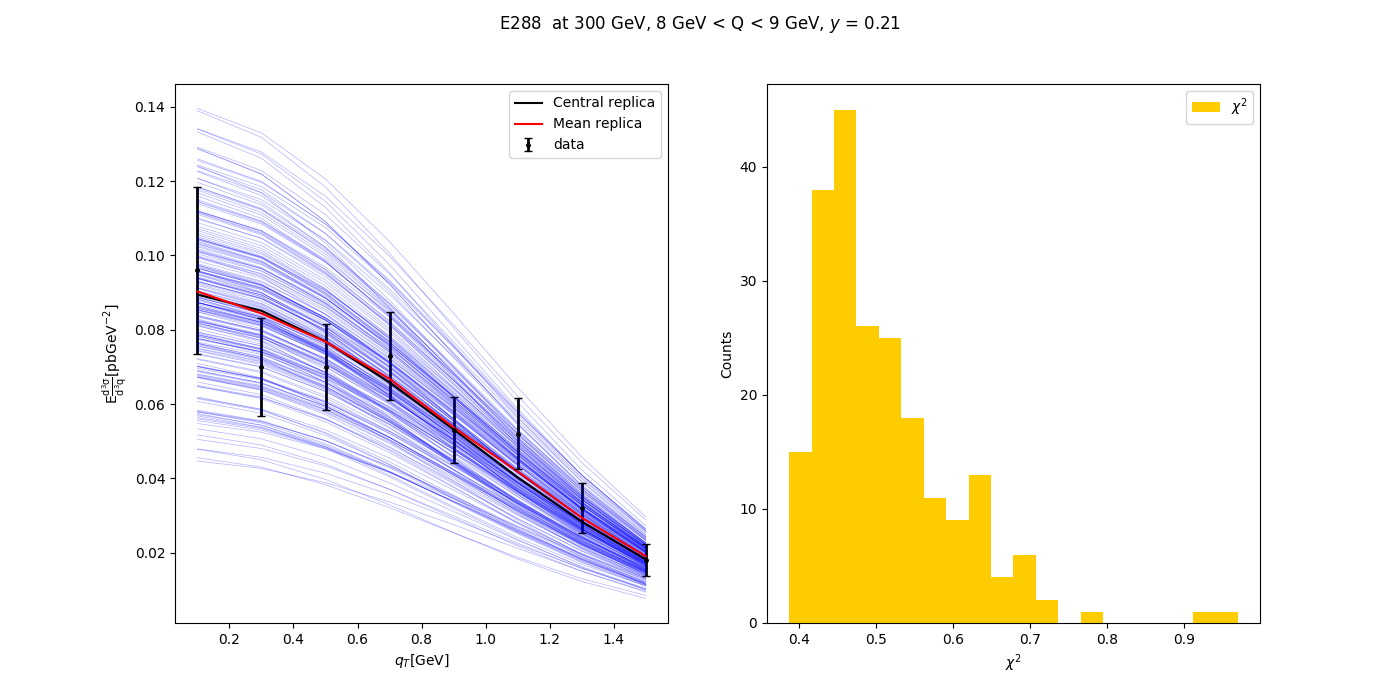 E288 at 300 GeV, 8 GeV < Q < 9 GeV, y = 0.21
0.14
0.12
0.10
0.08
0.06
0.04
0.02
E d³σ/d³q [pbGeV⁻²]
Central replica
Mean replica
data
0.2 0.4 0.6 0.8 1.0 1.2 1.4
q_T[GeV]
40
30
20
10
0
Counts
χ²
0.4 0.5 0.6 0.7 0.8 0.9
χ²